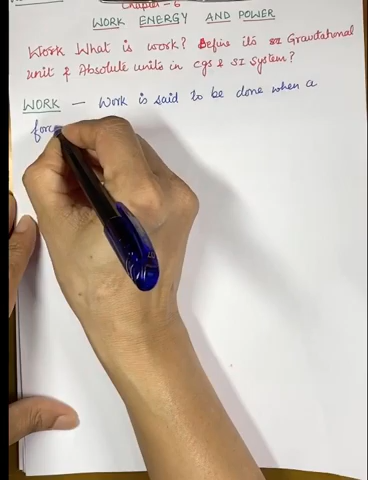 Chapter - 6
WORK ENERGY AND POWER
Work What is work? Define its SI Gravitational
unit & Absolute units in cgs & SI system?
WORK — Work is said to be done when a
force